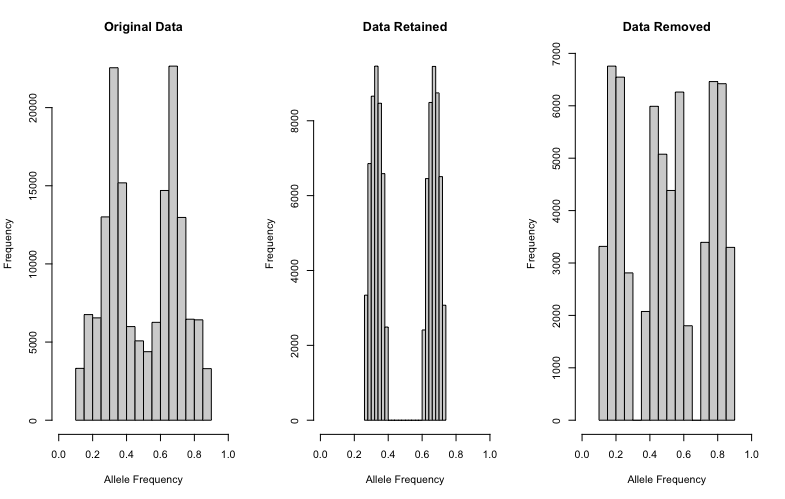 Original Data
Frequency
0
5000
10000
15000
20000
0.0 0.2 0.4 0.6 0.8 1.0
Allele Frequency
Data Retained
Frequency
0
2000
4000
6000
8000
0.0 0.2 0.4 0.6 0.8 1.0
Allele Frequency
Data Removed
Frequency
0
1000
2000
3000
4000
5000
6000
7000
0.0 0.2 0.4 0.6 0.8 1.0
Allele Frequency